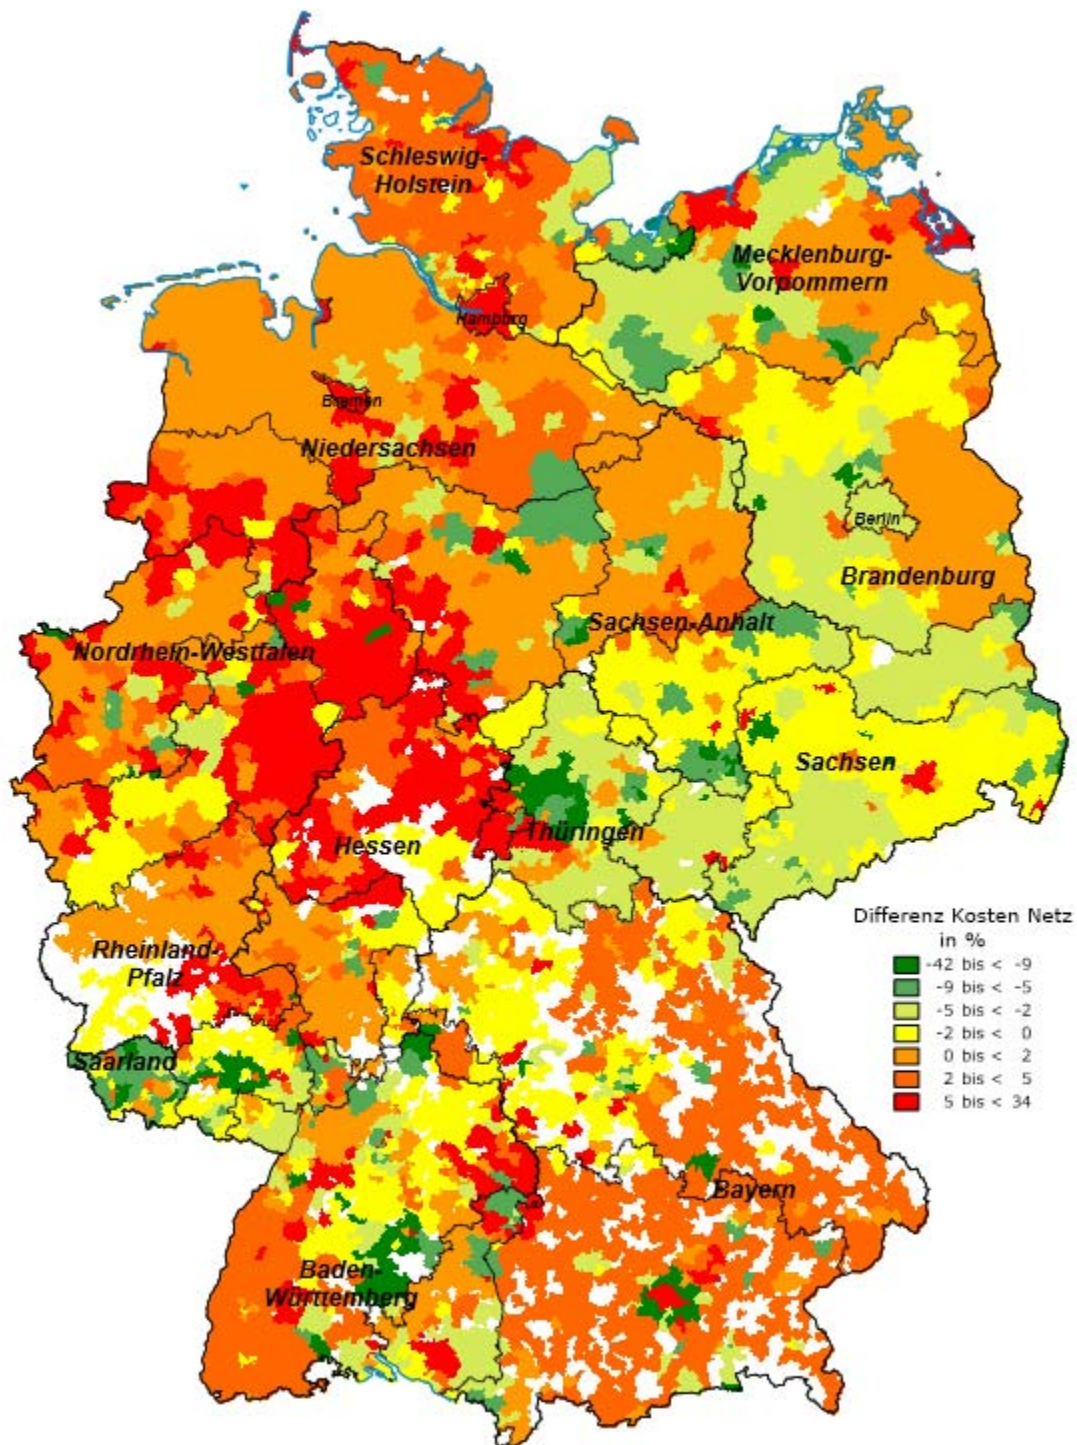 Schleswig-
Holstein
Mecklenburg-
Vorpommern
Hamburg
Bremen
Niedersachsen
Berlin
Brandenburg
Sachsen-Anhalt
Nordrhein-Westfalen
Sachsen
Thüringen
Hessen
Rheinland-
Pfalz
Saarland
Bayern
Baden-
Württemberg
Differenz Kosten Netz
in %
-42 bis < -9
-9 bis < -5
-5 bis < -2
-2 bis < 0
0 bis < 2
2 bis < 5
5 bis < 34